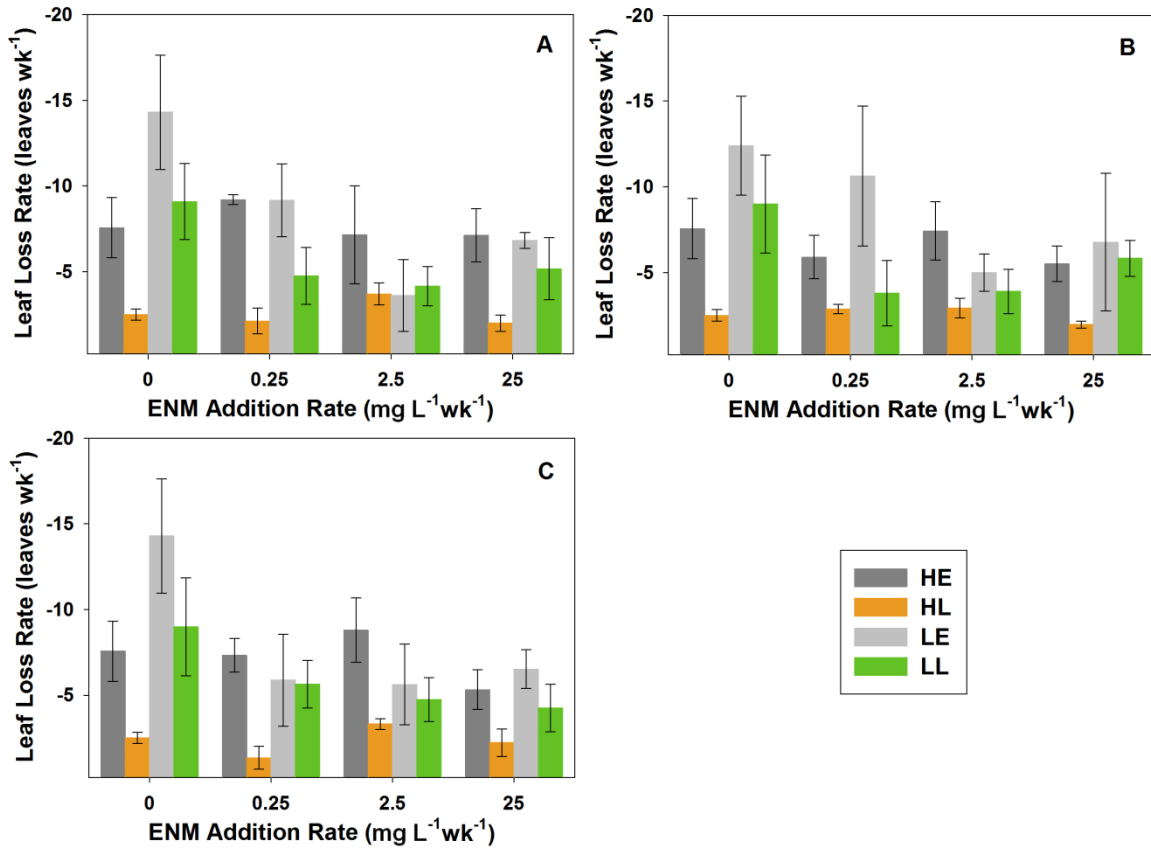 A
Leaf Loss Rate (leaves wk⁻¹)
-20
-15
-10
-5
0 0.25 2.5 25
ENM Addition Rate (mg L⁻¹wk⁻¹)
B
Leaf Loss Rate (leaves wk⁻¹)
-20
-15
-10
-5
0 0.25 2.5 25
ENM Addition Rate (mg L⁻¹wk⁻¹)
C
Leaf Loss Rate (leaves wk⁻¹)
-20
-15
-10
-5
0 0.25 2.5 25
ENM Addition Rate (mg L⁻¹wk⁻¹)
HE
HL
LE
LL